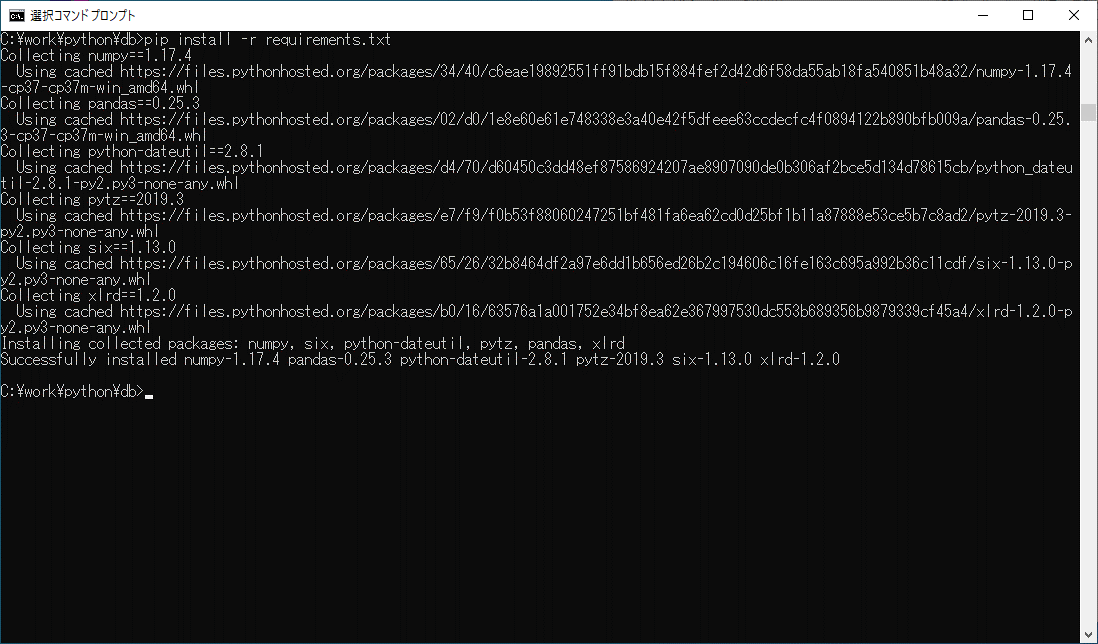 選択コマンドプロンプト
C:¥work¥python¥db>pip install -r requirements.txt
Collecting numpy==1.17.4
  Using cached https://files.pythonhosted.org/packages/34/40/c6eae19892551ff91bdb15f884fef2d42d6f58da55ab18fa540851b48a32/numpy-1.17.4
-cp37-cp37m-win_amd64.whl
Collecting pandas==0.25.3
  Using cached https://files.pythonhosted.org/packages/02/d0/1e8e60e61e748338e3a40e42f5dfeee63ccdecfc4f0894122b890bfb009a/pandas-0.25.
3-cp37-cp37m-win_amd64.whl
Collecting python-dateutil==2.8.1
  Using cached https://files.pythonhosted.org/packages/d4/70/d60450c3dd48ef87586924207ae8907090de0b306af2bce5d134d78615cb/python_dateu
til-2.8.1-py2.py3-none-any.whl
Collecting pytz==2019.3
  Using cached https://files.pythonhosted.org/packages/e7/f9/f0b53f88060247251bf481fa6ea62cd0d25bf1b11a87888e53ce5b7c8ad2/pytz-2019.3-
py2.py3-none-any.whl
Collecting six==1.13.0
  Using cached https://files.pythonhosted.org/packages/65/26/32b8464df2a97e6dd1b656ed26b2c194606c16fe163c695a992b36c11cdf/six-1.13.0-p
y2.py3-none-any.whl
Collecting xlrd==1.2.0
  Using cached https://files.pythonhosted.org/packages/b0/16/63576a1a001752e34bf8ea62e367997530dc553b689356b9879339cf45a4/xlrd-1.2.0-p
y2.py3-none-any.whl
Installing collected packages: numpy, six, python-dateutil, pytz, pandas, xlrd
Successfully installed numpy-1.17.4 pandas-0.25.3 python-dateutil-2.8.1 pytz-2019.3 six-1.13.0 xlrd-1.2.0
C:¥work¥python¥db>